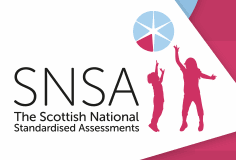 SNSA
The Scottish National
Standardised Assessments